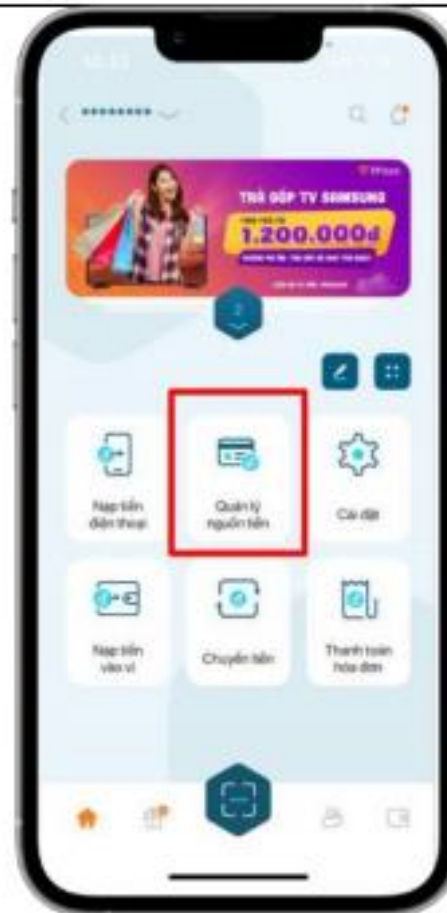 ********
TRẢ GÓP TV SAMSUNG
1.200.000đ
2
Nạp tiền
điện thoại
Quản lý
nguồn tiền
Cài đặt
Nạp tiền
vào ví
Chuyển tiền
Thanh toán
hóa đơn